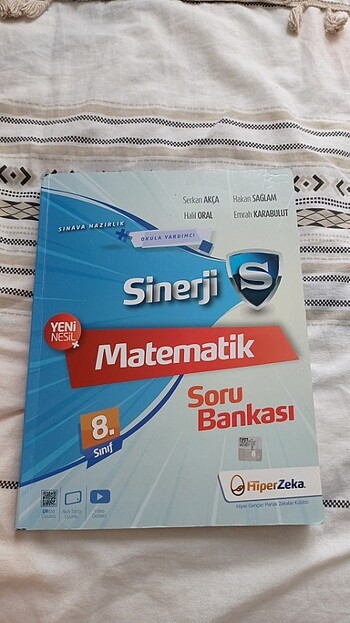 Serkan AKÇA
Hakan SAĞLAM
Halil ORAL
Emrah KARABULUT
SINAVA HAZIRLIK
OKULA YARDIMCI
Sinerji
S
YENİ
NESİL
Matematik
Soru
Bankası
8.
Sınıf
HiperZeka